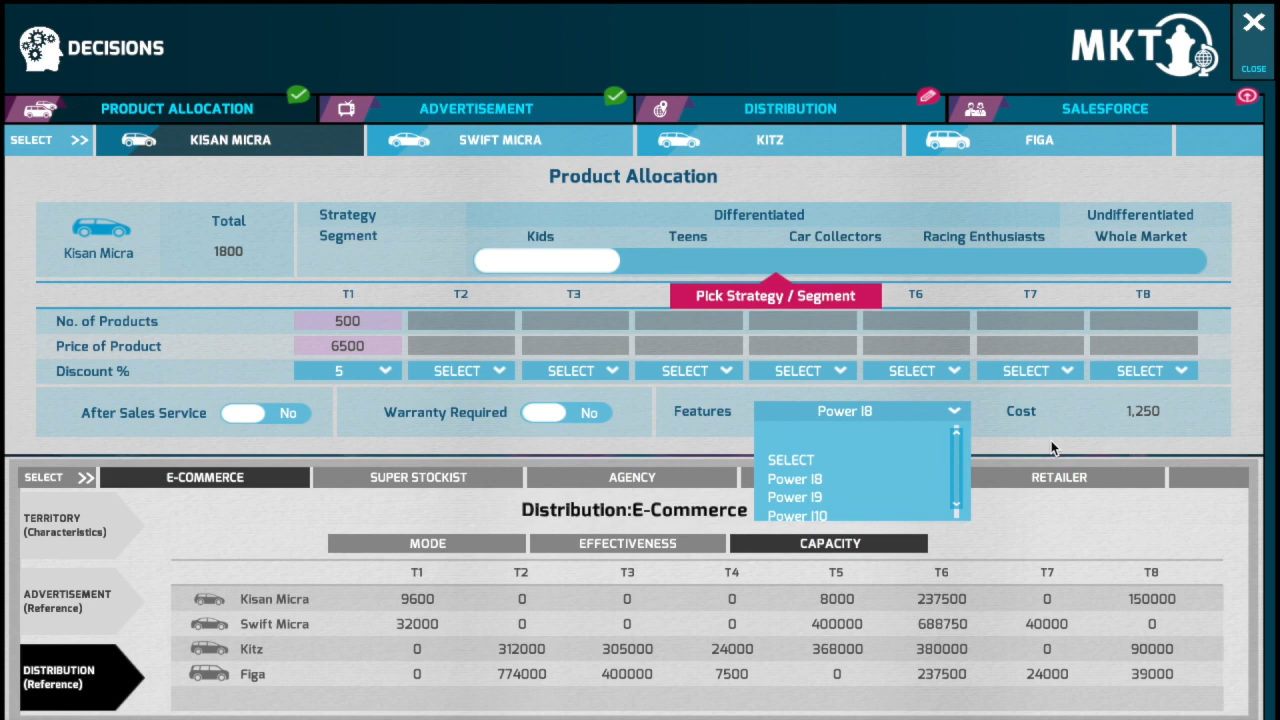 DECISIONS
MKT
CLOSE
PRODUCT ALLOCATION
ADVERTISEMENT
DISTRIBUTION
SALESFORCE
SELECT >>
KISAN MICRA
SWIFT MICRA
KITZ
FIGA
Product Allocation
Kisan Micra
Total
1800
Strategy
Segment
Differentiated
Undifferentiated
Kids Teens Car Collectors Racing Enthusiasts Whole Market
T1 T2 T3 T6 T7 T8
Pick Strategy / Segment
No. of Products 500
Price of Product 6500
Discount % 5 SELECT SELECT SELECT SELECT SELECT SELECT SELECT
After Sales Service No
Warranty Required No
Features Power I8
Cost 1,250
SELECT
Power I8
Power I9
Power I10
SELECT >>
E-COMMERCE
SUPER STOCKIST
AGENCY
RETAILER
TERRITORY
(Characteristics)
ADVERTISEMENT
(Reference)
DISTRIBUTION
(Reference)
Distribution:E-Commerce
MODE EFFECTIVENESS CAPACITY
T1 T2 T3 T4 T5 T6 T7 T8
Kisan Micra 9600 0 0 0 8000 237500 0 150000
Swift Micra 32000 0 0 0 400000 688750 40000 0
Kitz 0 312000 305000 24000 368000 380000 0 90000
Figa 0 774000 400000 7500 0 237500 24000 39000